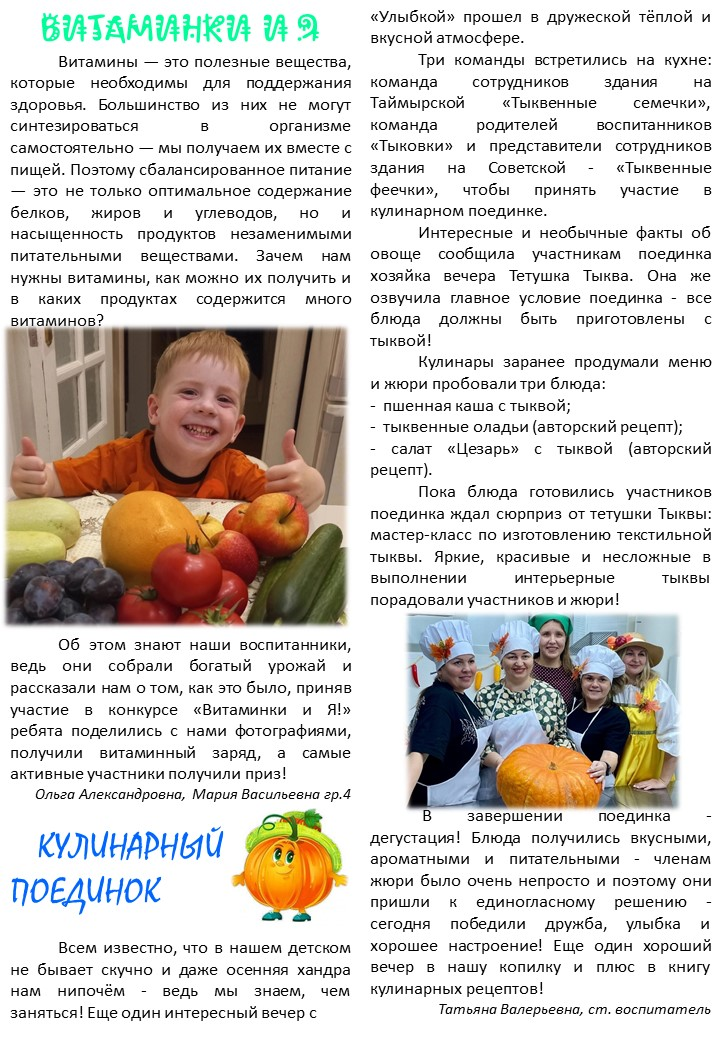 ВИТАМИНКИ И Я
Витамины — это полезные вещества,
которые необходимы для поддержания
здоровья. Большинство из них не могут
синтезироваться в организме
самостоятельно — мы получаем их вместе с
пищей. Поэтому сбалансированное питание
— это не только оптимальное содержание
белков, жиров и углеводов, но и
насыщенность продуктов незаменимыми
питательными веществами. Зачем нам
нужны витамины, как можно их получить и
в каких продуктах содержится много
витаминов?
Об этом знают наши воспитанники,
ведь они собрали богатый урожай и
рассказали нам о том, как это было, приняв
участие в конкурсе «Витаминки и Я!»
ребята поделились с нами фотографиями,
получили витаминный заряд, а самые
активные участники получили приз!
Ольга Александровна, Мария Васильевна гр.4
КУЛИНАРНЫЙ
ПОЕДИНОК
Всем известно, что в нашем детском
не бывает скучно и даже осенняя хандра
нам нипочём - ведь мы знаем, чем
заняться! Еще один интересный вечер с
«Улыбкой» прошел в дружеской тёплой и
вкусной атмосфере.
Три команды встретились на кухне:
команда сотрудников здания на
Таймырской «Тыквенные семечки»,
команда родителей воспитанников
«Тыковки» и представители сотрудников
здания на Советской - «Тыквенные
феечки», чтобы принять участие в
кулинарном поединке.
Интересные и необычные факты об
овоще сообщила участникам поединка
хозяйка вечера Тетушка Тыква. Она же
озвучила главное условие поединка - все
блюда должны быть приготовлены с
тыквой!
Кулинары заранее продумали меню
и жюри пробовали три блюда:
- пшенная каша с тыквой;
- тыквенные оладьи (авторский рецепт);
- салат «Цезарь» с тыквой (авторский
рецепт).
Пока блюда готовились участников
поединка ждал сюрприз от тетушки Тыквы:
мастер-класс по изготовлению текстильной
тыквы. Яркие, красивые и несложные в
выполнении интерьерные тыквы
порадовали участников и жюри!
В завершении поединка -
дегустация! Блюда получились вкусными,
ароматными и питательными - членам
жюри было очень непросто и поэтому они
пришли к единогласному решению -
сегодня победили дружба, улыбка и
хорошее настроение! Еще один хороший
вечер в нашу копилку и плюс в книгу
кулинарных рецептов!
Татьяна Валерьевна, ст. воспитатель